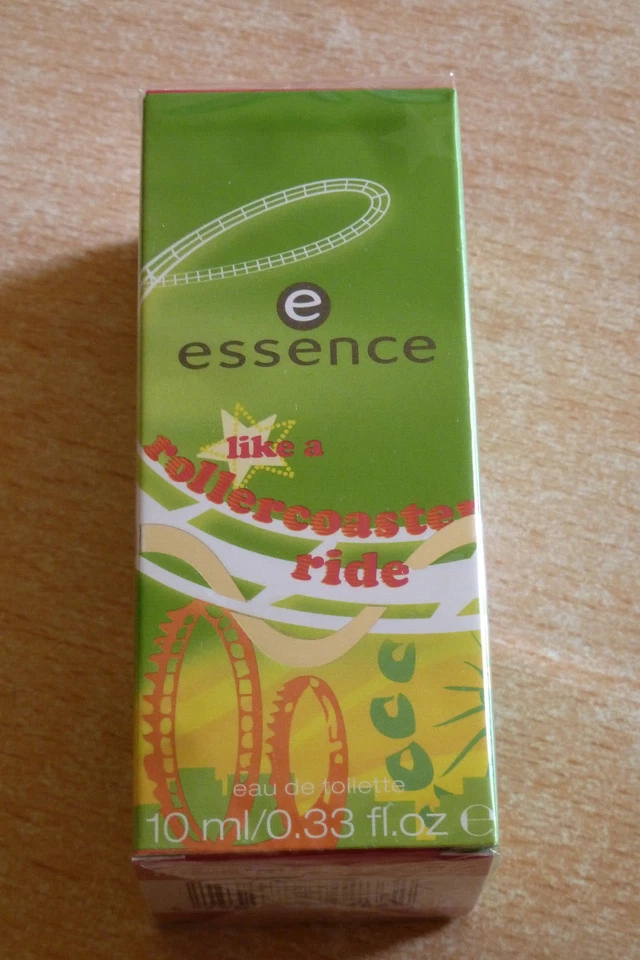 e
essence
like a
rollercoaster
ride
eau de toilette
10 ml/0.33 fl.oz ℮